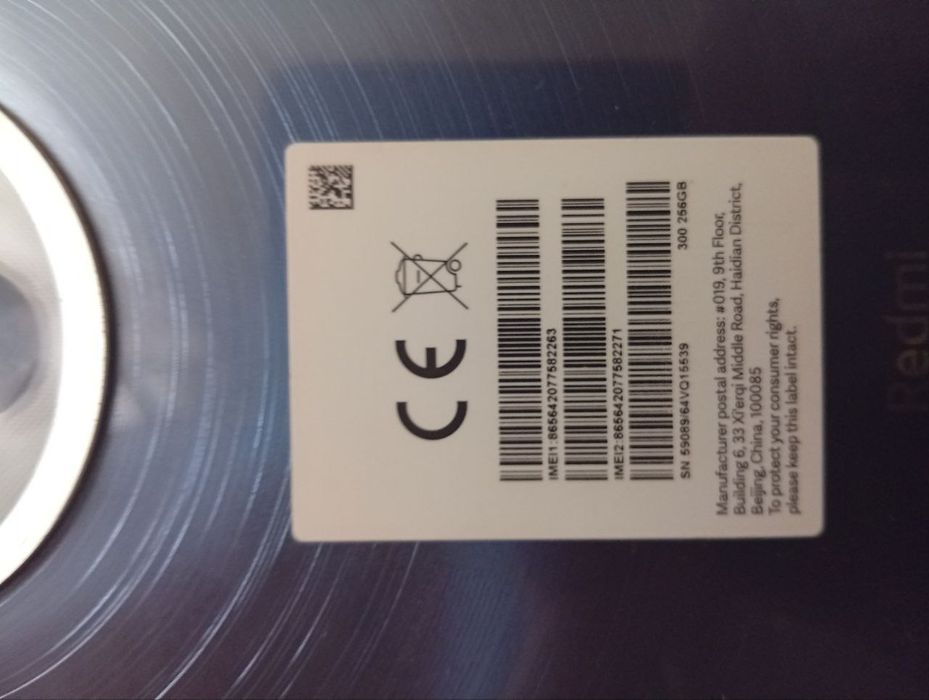 CE
IMEI1:865642077582263
IMEI2:865642077582271
SN 59089/64VQ15539 300 256GB
Manufacturer postal address: #019, 9th Floor,
Building 6, 33 Xi'erqi Middle Road, Haidian District,
Beijing, China, 100085
To protect your consumer rights,
please keep this label intact.
Redmi